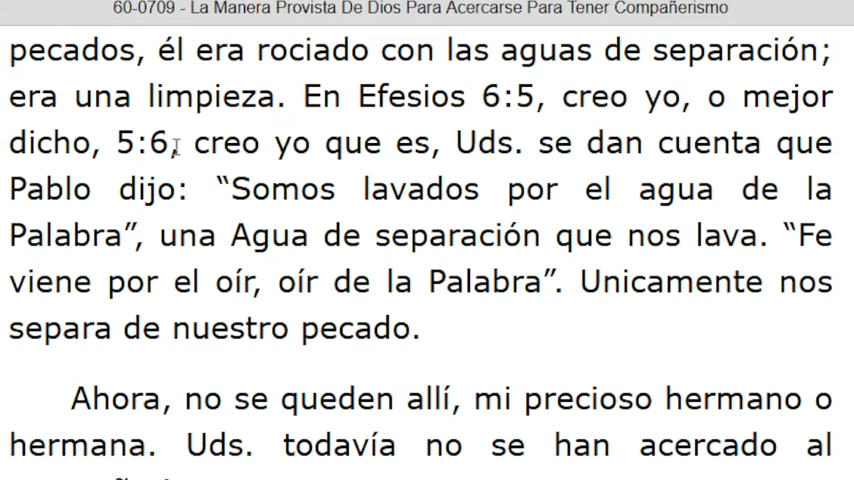 60-0709 - La Manera Provista De Dios Para Acercarse Para Tener Compañerismo
pecados, él era rociado con las aguas de separación;
era una limpieza. En Efesios 6:5, creo yo, o mejor
dicho, 5:6, creo yo que es, Uds. se dan cuenta que
Pablo dijo: “Somos lavados por el agua de la
Palabra”, una Agua de separación que nos lava. “Fe
viene por el oír, oír de la Palabra”. Unicamente nos
separa de nuestro pecado.
Ahora, no se queden allí, mi precioso hermano o
hermana. Uds. todavía no se han acercado al